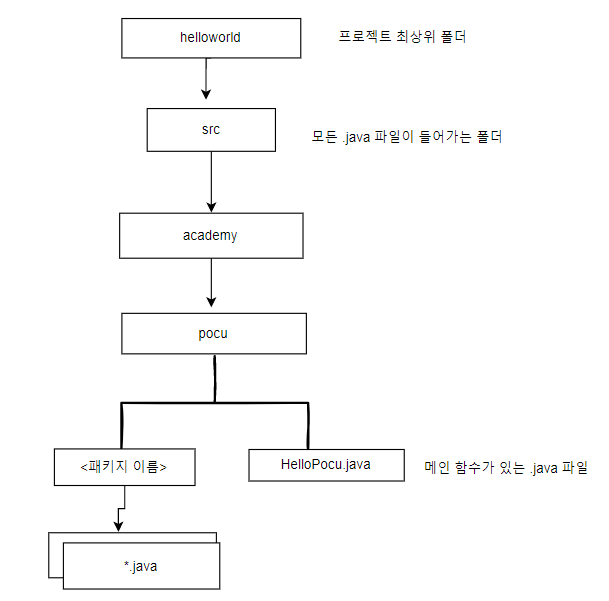 helloworld
프로젝트 최상위 폴더
src
모든 .java 파일이 들어가는 폴더
academy
pocu
<패키지 이름>
HelloPocu.java
메인 함수가 있는 .java 파일
*.java